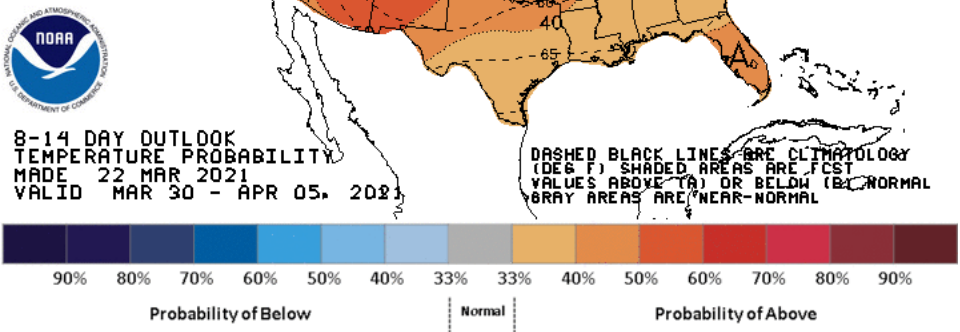 NATIONAL OCEANIC AND ATMOSPHERIC ADMINISTRATION
NOAA
U.S. DEPARTMENT OF COMMERCE
40
65
A
8-14 DAY OUTLOOK
TEMPERATURE PROBABILITY
MADE 22 MAR 2021
VALID MAR 30 - APR 05, 2021
DASHED BLACK LINES ARE CLIMATOLOGY
(DEG F) SHADED AREAS ARE FCST
VALUES ABOVE (A) OR BELOW (B) NORMAL
GRAY AREAS ARE NEAR-NORMAL
90% 80% 70% 60% 50% 40% 33% 33% 40% 50% 60% 70% 80% 90%
Probability of Below Normal Probability of Above